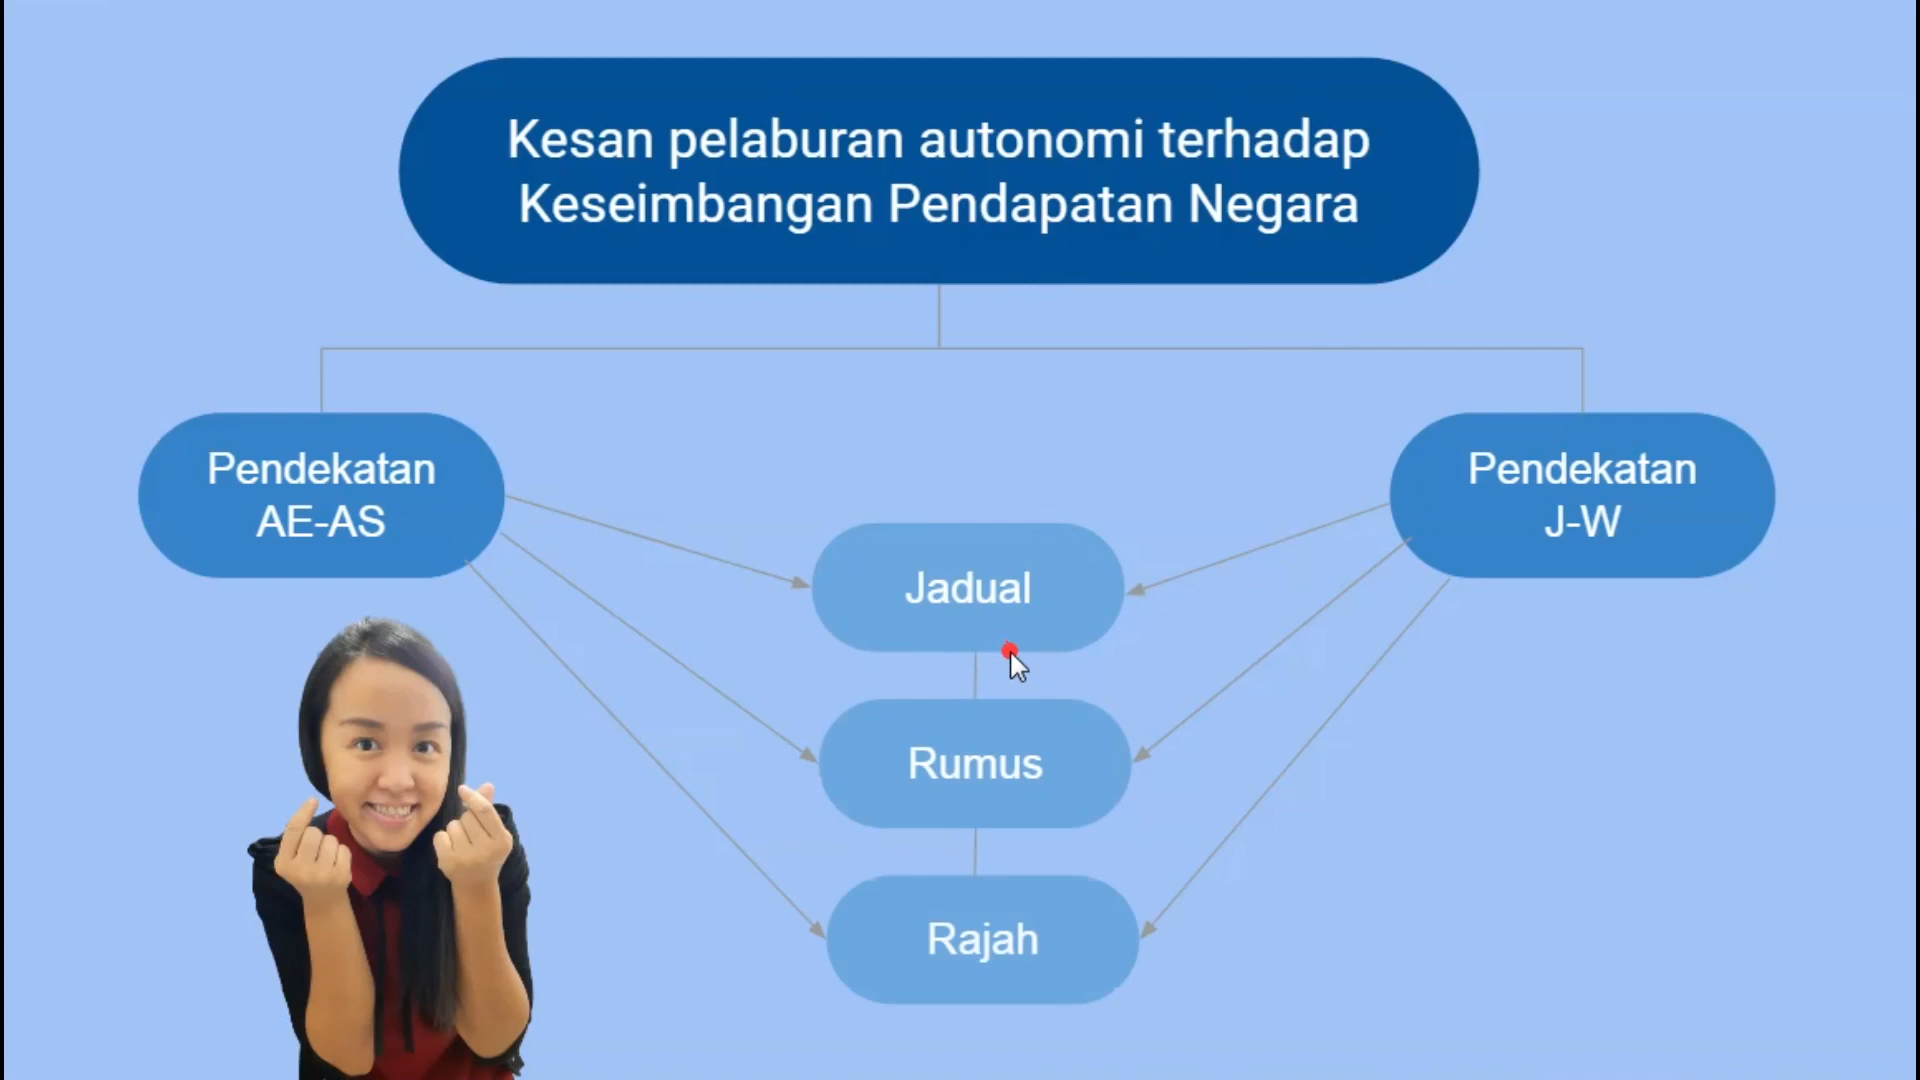 Kesan pelaburan autonomi terhadap
Keseimbangan Pendapatan Negara
Pendekatan
AE-AS
Pendekatan
J-W
Jadual
Rumus
Rajah